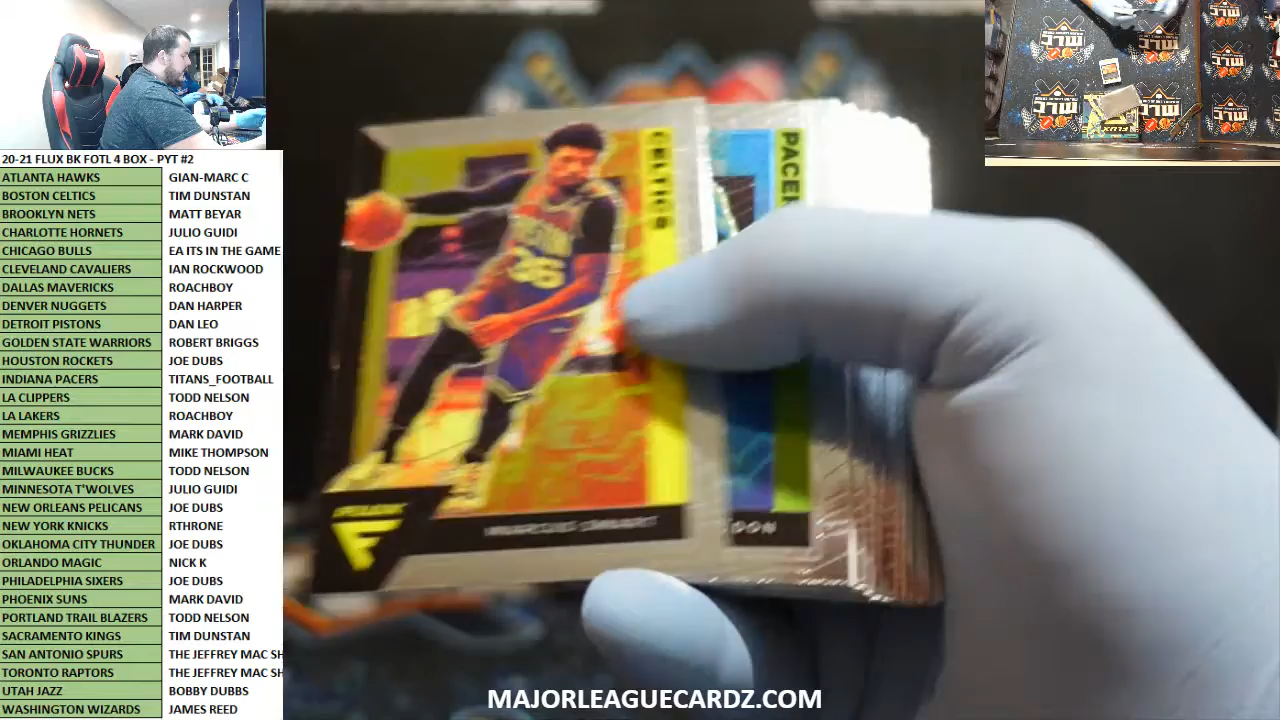 20-21 FLUX BK FOTL 4 BOX - PYT #2
ATLANTA HAWKS GIAN-MARC C
BOSTON CELTICS TIM DUNSTAN
BROOKLYN NETS MATT BEYAR
CHARLOTTE HORNETS JULIO GUIDI
CHICAGO BULLS EA ITS IN THE GAME
CLEVELAND CAVALIERS IAN ROCKWOOD
DALLAS MAVERICKS ROACHBOY
DENVER NUGGETS DAN HARPER
DETROIT PISTONS DAN LEO
GOLDEN STATE WARRIORS ROBERT BRIGGS
HOUSTON ROCKETS JOE DUBS
INDIANA PACERS TITANS_FOOTBALL
LA CLIPPERS TODD NELSON
LA LAKERS ROACHBOY
MEMPHIS GRIZZLIES MARK DAVID
MIAMI HEAT MIKE THOMPSON
MILWAUKEE BUCKS TODD NELSON
MINNESOTA T'WOLVES JULIO GUIDI
NEW ORLEANS PELICANS JOE DUBS
NEW YORK KNICKS RTHRONE
OKLAHOMA CITY THUNDER JOE DUBS
ORLANDO MAGIC NICK K
PHILADELPHIA SIXERS JOE DUBS
PHOENIX SUNS MARK DAVID
PORTLAND TRAIL BLAZERS TODD NELSON
SACRAMENTO KINGS TIM DUNSTAN
SAN ANTONIO SPURS THE JEFFREY MAC SH
TORONTO RAPTORS THE JEFFREY MAC SH
UTAH JAZZ BOBBY DUBBS
WASHINGTON WIZARDS JAMES REED
CELTICS
PACER
36
FLUX
MARCUS SMART
DON
MAJORLEAGUECARDZ.COM